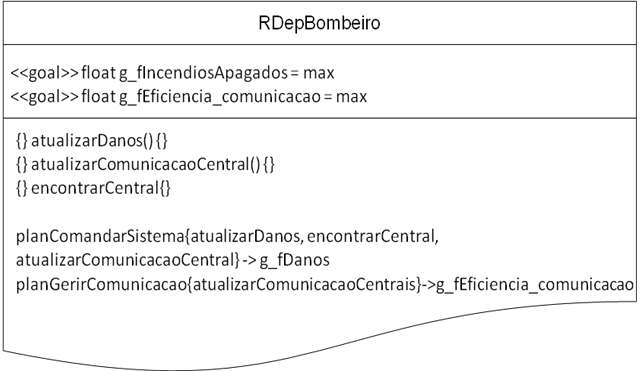 RDepBombeiro
<<goal>> float g_fIncendiosApagados = max
<<goal>> float g_fEficiencia_comunicacao = max
{} atualizarDanos() {}
{} atualizarComunicacaoCentral() {}
{} encontrarCentral{}
planComandarSistema{atualizarDanos, encontrarCentral,
atualizarComunicacaoCentral} -> g_fDanos
planGerirComunicacao{atualizarComunicacaoCentrais}->g_fEficiencia_comunicacao